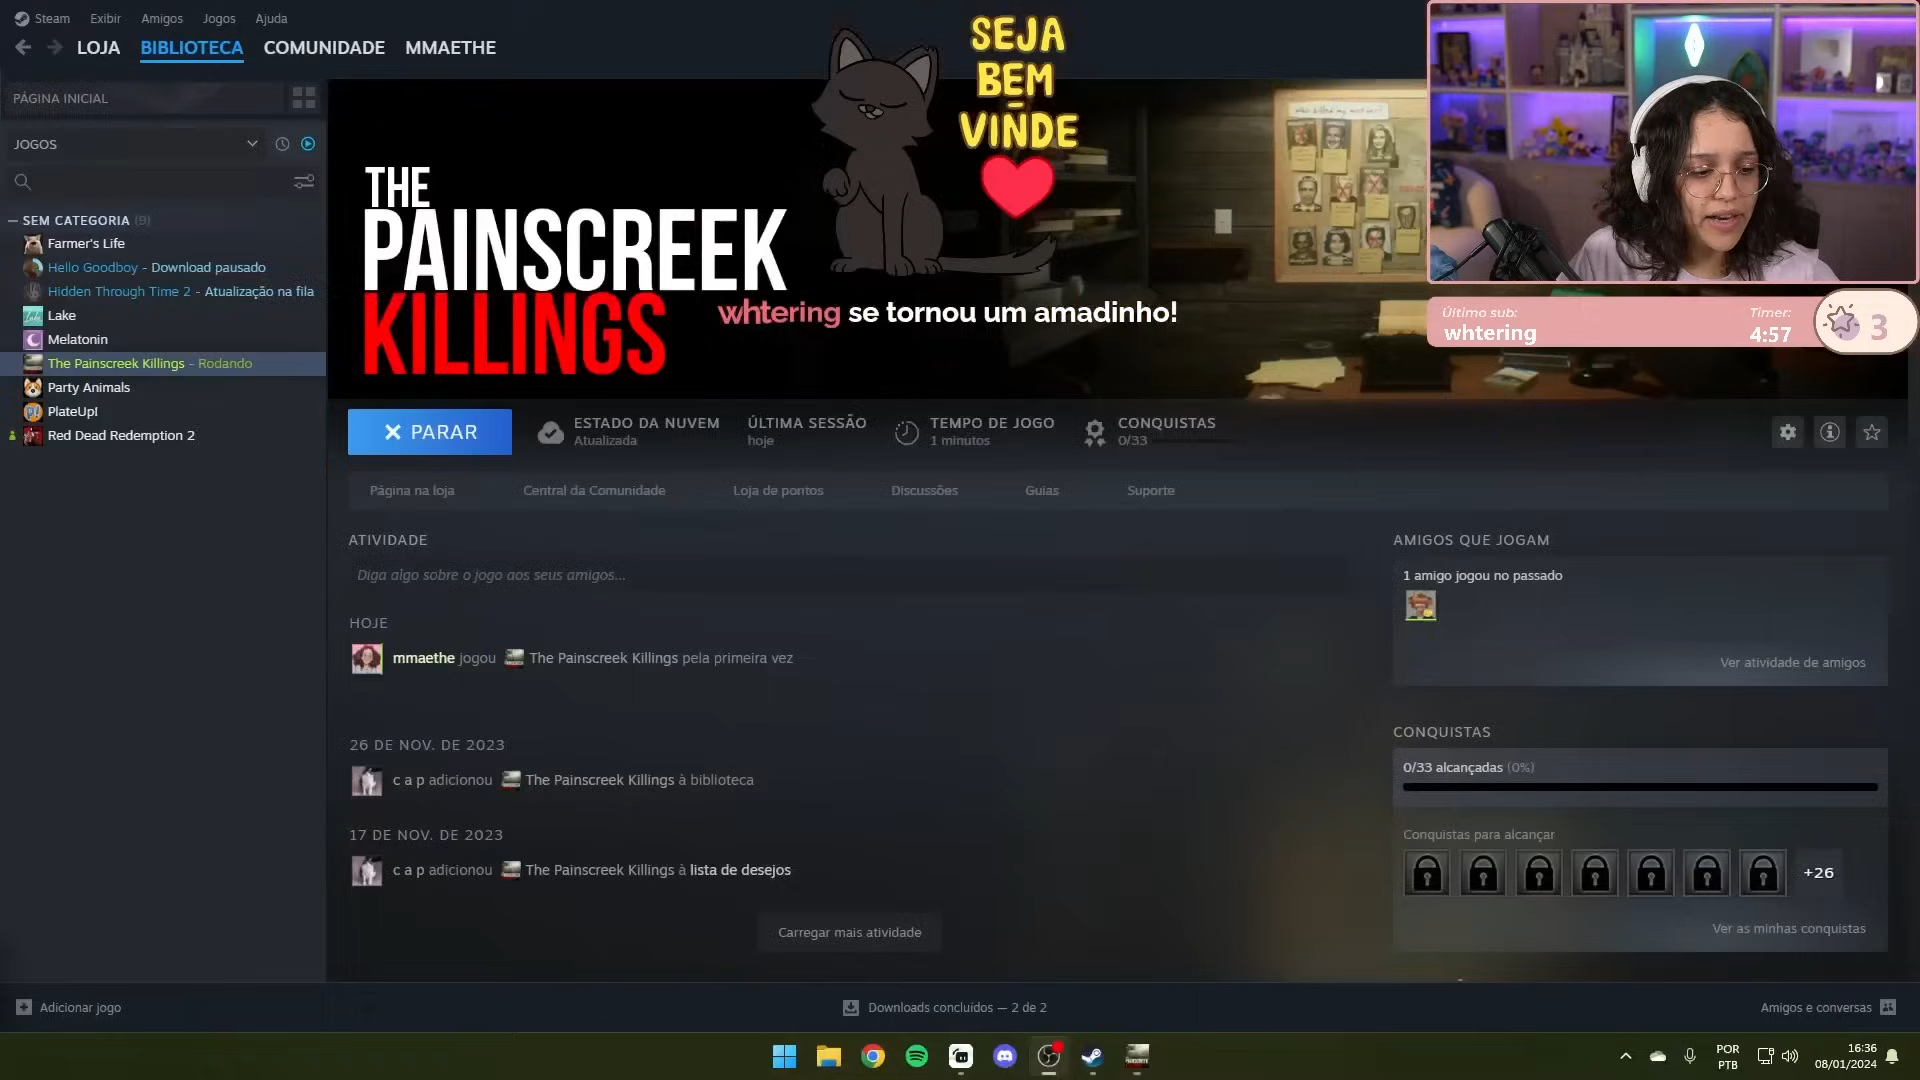 Steam Exibir Amigos Jogos Ajuda
LOJA BIBLIOTECA COMUNIDADE MMAETHE
PÁGINA INICIAL
JOGOS
SEM CATEGORIA (9)
Farmer's Life
Hello Goodboy - Download pausado
Hidden Through Time 2 - Atualização na fila
Lake
Melatonin
The Painscreek Killings - Rodando
Party Animals
PlateUp!
Red Dead Redemption 2
SEJA
BEM
-
VINDE
THE
PAINSCREEK
KILLINGS
whtering se tornou um amadinho!
Último sub:
whtering
Timer:
4:57
3
PARAR
ESTADO DA NUVEM
Atualizada
ÚLTIMA SESSÃO
hoje
TEMPO DE JOGO
1 minutos
CONQUISTAS
0/33
Página na loja Central da Comunidade Loja de pontos Discussões Guias Suporte
ATIVIDADE
Diga algo sobre o jogo aos seus amigos...
HOJE
mmaethe jogou The Painscreek Killings pela primeira vez
26 DE NOV. DE 2023
c a p adicionou The Painscreek Killings à biblioteca
17 DE NOV. DE 2023
c a p adicionou The Painscreek Killings à lista de desejos
Carregar mais atividade
AMIGOS QUE JOGAM
1 amigo jogou no passado
Ver atividade de amigos
CONQUISTAS
0/33 alcançadas (0%)
Conquistas para alcançar
+26
Ver as minhas conquistas
Adicionar jogo
Downloads concluídos — 2 de 2
Amigos e conversas
POR
PTB
16:36
08/01/2024